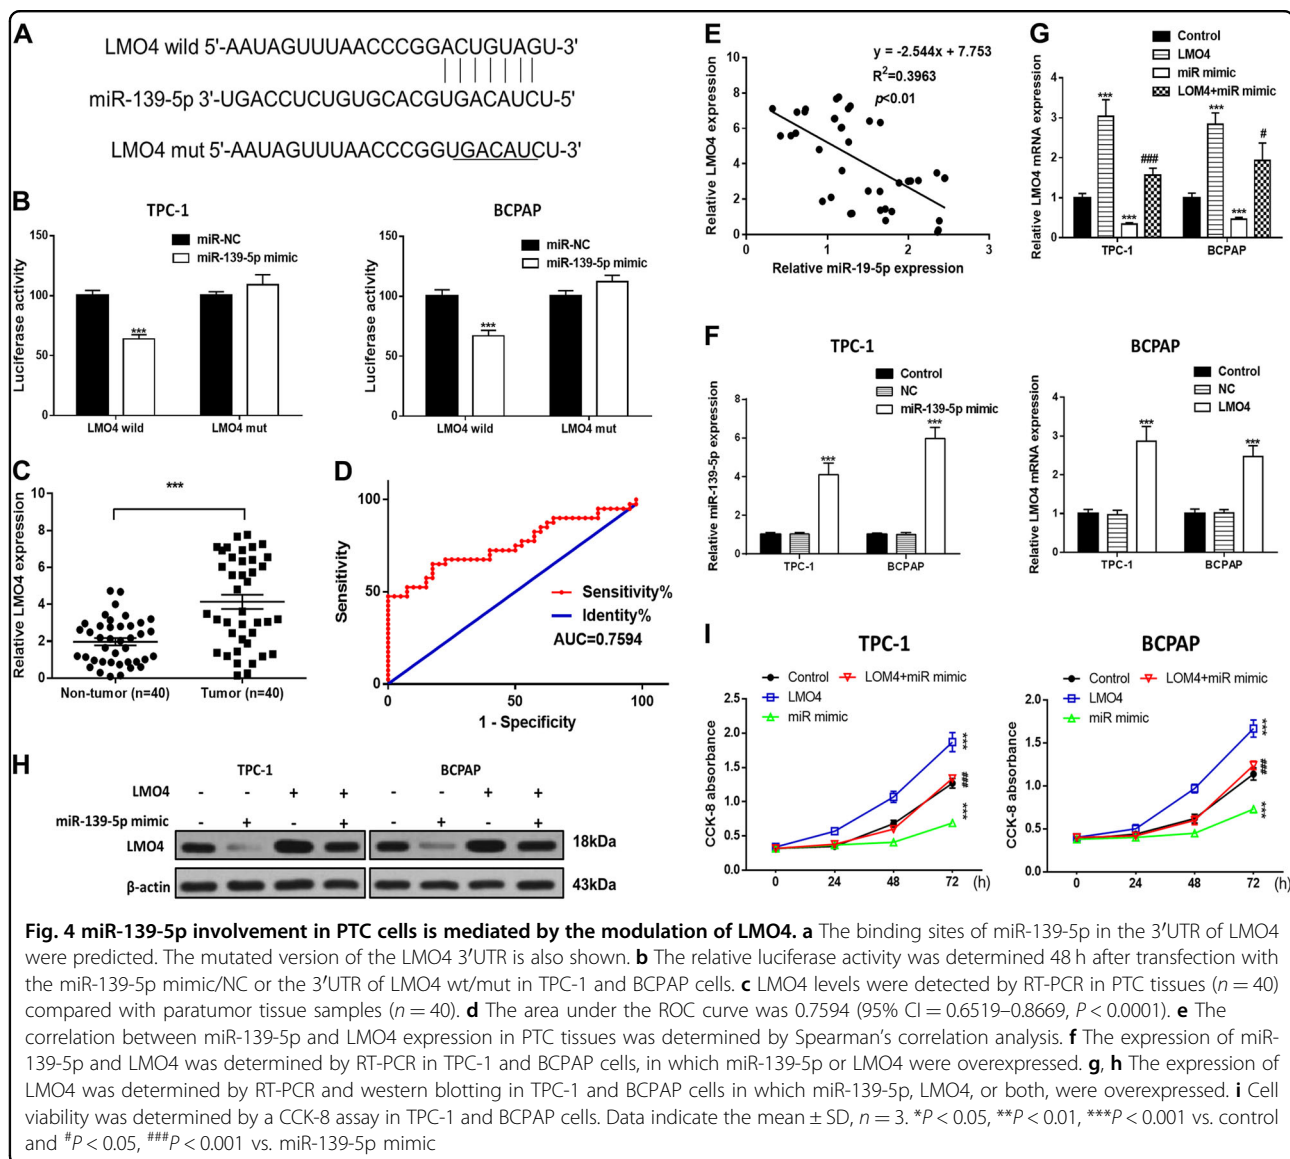 A
LMO4 wild 5'-AAUAGUUUAACCCGGACUGUAGU-3'
miR-139-5p 3'-UGACCUCUGUGCACGUGACAUCU-5'
LMO4 mut 5'-AAUAGUUUAACCCGGUGACAUCU-3'
B
TPC-1
Luciferase activity
150
100
50
0
miR-NC
miR-139-5p mimic
***
LMO4 wild
LMO4 mut
BCPAP
Luciferase activity
150
100
50
0
miR-NC
miR-139-5p mimic
***
LMO4 wild
LMO4 mut
C
Relative LMO4 expression
10
8
6
4
2
0
***
Non-tumor (n=40)
Tumor (n=40)
D
Sensitivity
100
50
0
Sensitivity%
Identity%
AUC=0.7594
0
50
100
1 - Specificity
E
Relative LMO4 expression
10
8
6
4
2
0
y = -2.544x + 7.753
R²=0.3963
p<0.01
0
1
2
3
Relative miR-19-5p expression
G
Relative LMO4 mRNA expression
4
3
2
1
0
Control
LMO4
miR mimic
LOM4+miR mimic
***
***
###
***
***
#
TPC-1
BCPAP
F
TPC-1
Relative miR-139-5p expression
8
6
4
2
0
Control
NC
miR-139-5p mimic
***
***
TPC-1
BCPAP
BCPAP
Relative LMO4 mRNA expression
4
3
2
1
0
Control
NC
LMO4
***
***
TPC-1
BCPAP
H
TPC-1
BCPAP
LMO4 - - + + - - + +
miR-139-5p mimic - + - + - + - +
LMO4
18kDa
β-actin
43kDa
I
TPC-1
Control
LOM4+miR mimic
LMO4
miR mimic
CCK-8 absorbance
2.5
2.0
1.5
1.0
0.5
0.0
***
###
***
0
24
48
72
(h)
BCPAP
Control
LOM4+miR mimic
LMO4
miR mimic
CCK-8 absorbance
2.0
1.5
1.0
0.5
0.0
***
###
***
0
24
48
72
(h)
Fig. 4 miR-139-5p involvement in PTC cells is mediated by the modulation of LMO4. a The binding sites of miR-139-5p in the 3′UTR of LMO4
were predicted. The mutated version of the LMO4 3′UTR is also shown. b The relative luciferase activity was determined 48 h after transfection with
the miR-139-5p mimic/NC or the 3′UTR of LMO4 wt/mut in TPC-1 and BCPAP cells. c LMO4 levels were detected by RT-PCR in PTC tissues (n = 40)
compared with paratumor tissue samples (n = 40). d The area under the ROC curve was 0.7594 (95% CI = 0.6519–0.8669, P < 0.0001). e The
correlation between miR-139-5p and LMO4 expression in PTC tissues was determined by Spearman's correlation analysis. f The expression of miR-
139-5p and LMO4 was determined by RT-PCR in TPC-1 and BCPAP cells, in which miR-139-5p or LMO4 were overexpressed. g, h The expression of
LMO4 was determined by RT-PCR and western blotting in TPC-1 and BCPAP cells in which miR-139-5p, LMO4, or both, were overexpressed. i Cell
viability was determined by a CCK-8 assay in TPC-1 and BCPAP cells. Data indicate the mean ± SD, n = 3. *P < 0.05, **P < 0.01, ***P < 0.001 vs. control
and #P < 0.05, ###P < 0.001 vs. miR-139-5p mimic